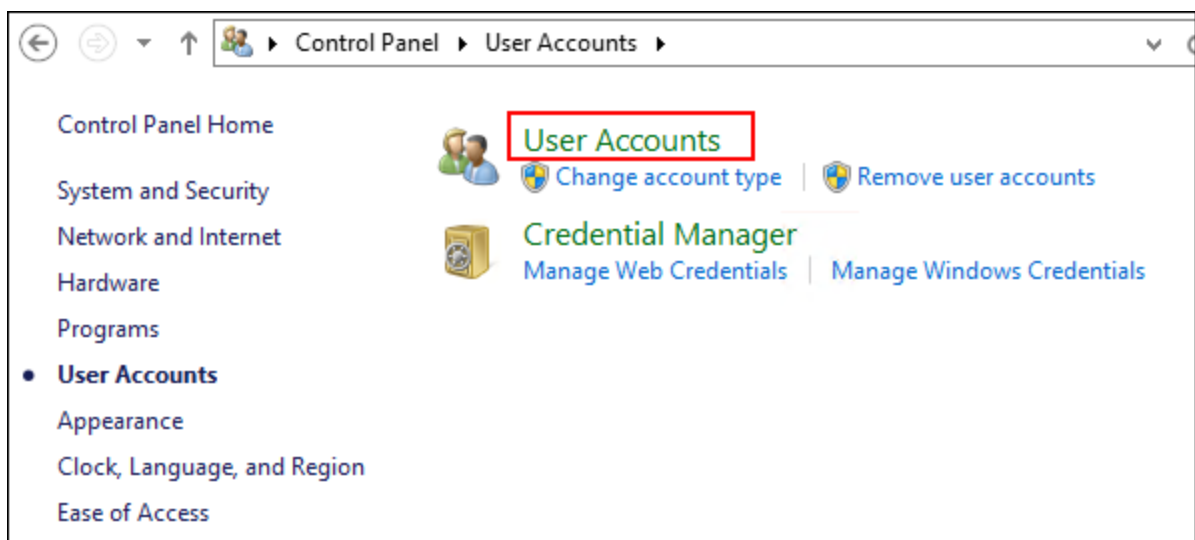 Control Panel User Accounts
Control Panel Home
System and Security
Network and Internet
Hardware
Programs
User Accounts
Appearance
Clock, Language, and Region
Ease of Access
User Accounts
Change account type Remove user accounts
Credential Manager
Manage Web Credentials Manage Windows Credentials